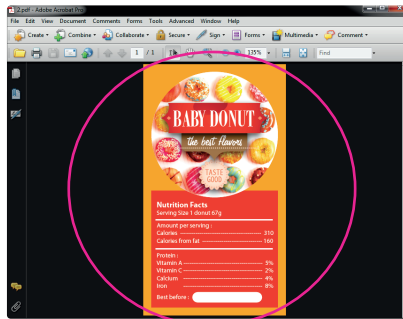 2.pdf - Adobe Acrobat Pro
File Edit View Document Comments Forms Tools Advanced Window Help
Create Combine Collaborate Secure Sign Forms Multimedia Comment
1 / 1 135% Find
BABY DONUT
the best flavors
TASTE
GOOD
Nutrition Facts
Serving Size 1 donut 67g
Amount per serving :
Calories 310
Calories from fat 160
Protein :
Vitamin A 5%
Vitamin C 2%
Calcium 4%
Iron 8%
Best before :